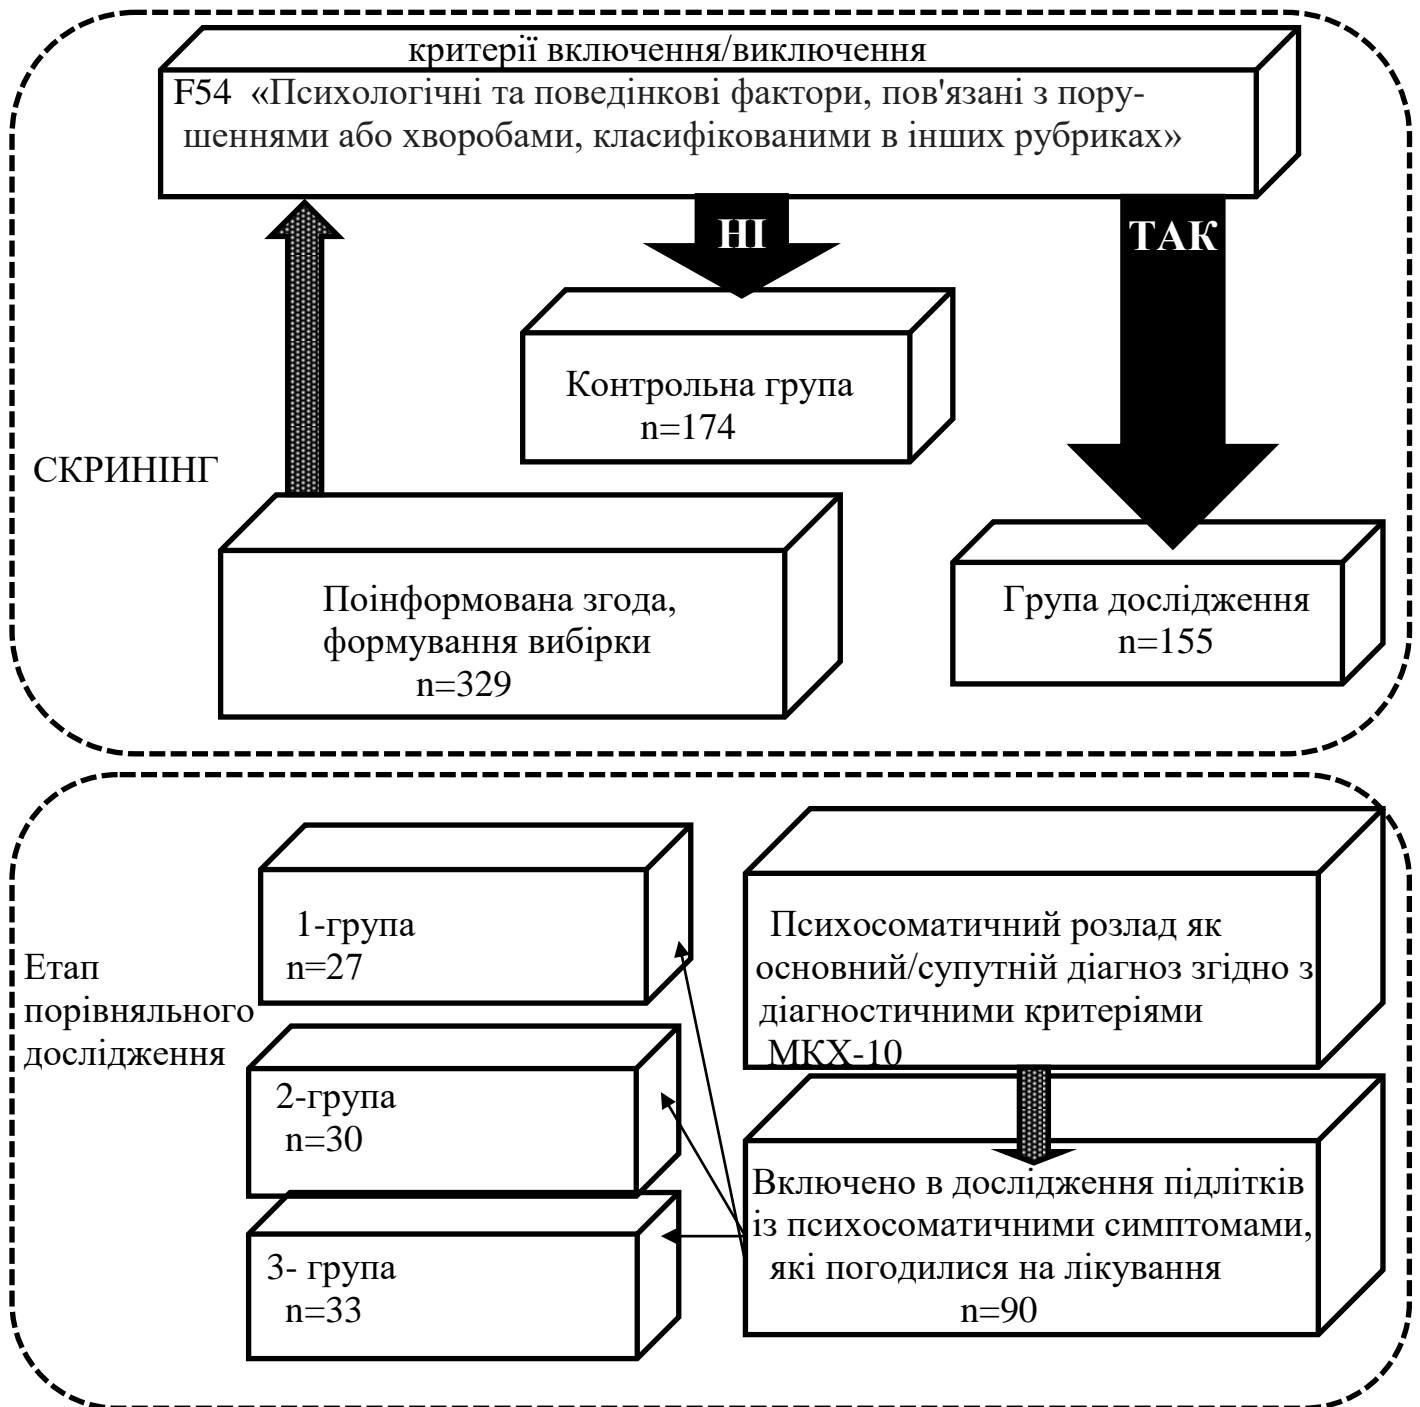 критерії включення/виключення
F54 «Психологічні та поведінкові фактори, пов'язані з пору-
шеннями або хворобами, класифікованими в інших рубриках»
НІ
ТАК
Контрольна група
n=174
СКРИНІНГ
Поінформована згода,
формування вибірки
n=329
Група дослідження
n=155
1-група
n=27
Психосоматичний розлад як
основний/супутній діагноз згідно з
діагностичними критеріями
МКХ-10
Етап
порівняльного
дослідження
2-група
n=30
Включено в дослідження підлітків
із психосоматичними симптомами,
які погодилися на лікування
n=90
3- група
n=33